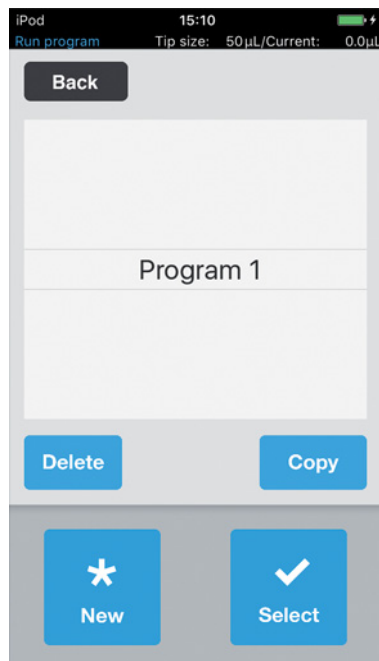 iPod 15:10
Run program Tip size: 50µL/Current: 0.0µL
Back
Program 1
Delete Copy
New Select